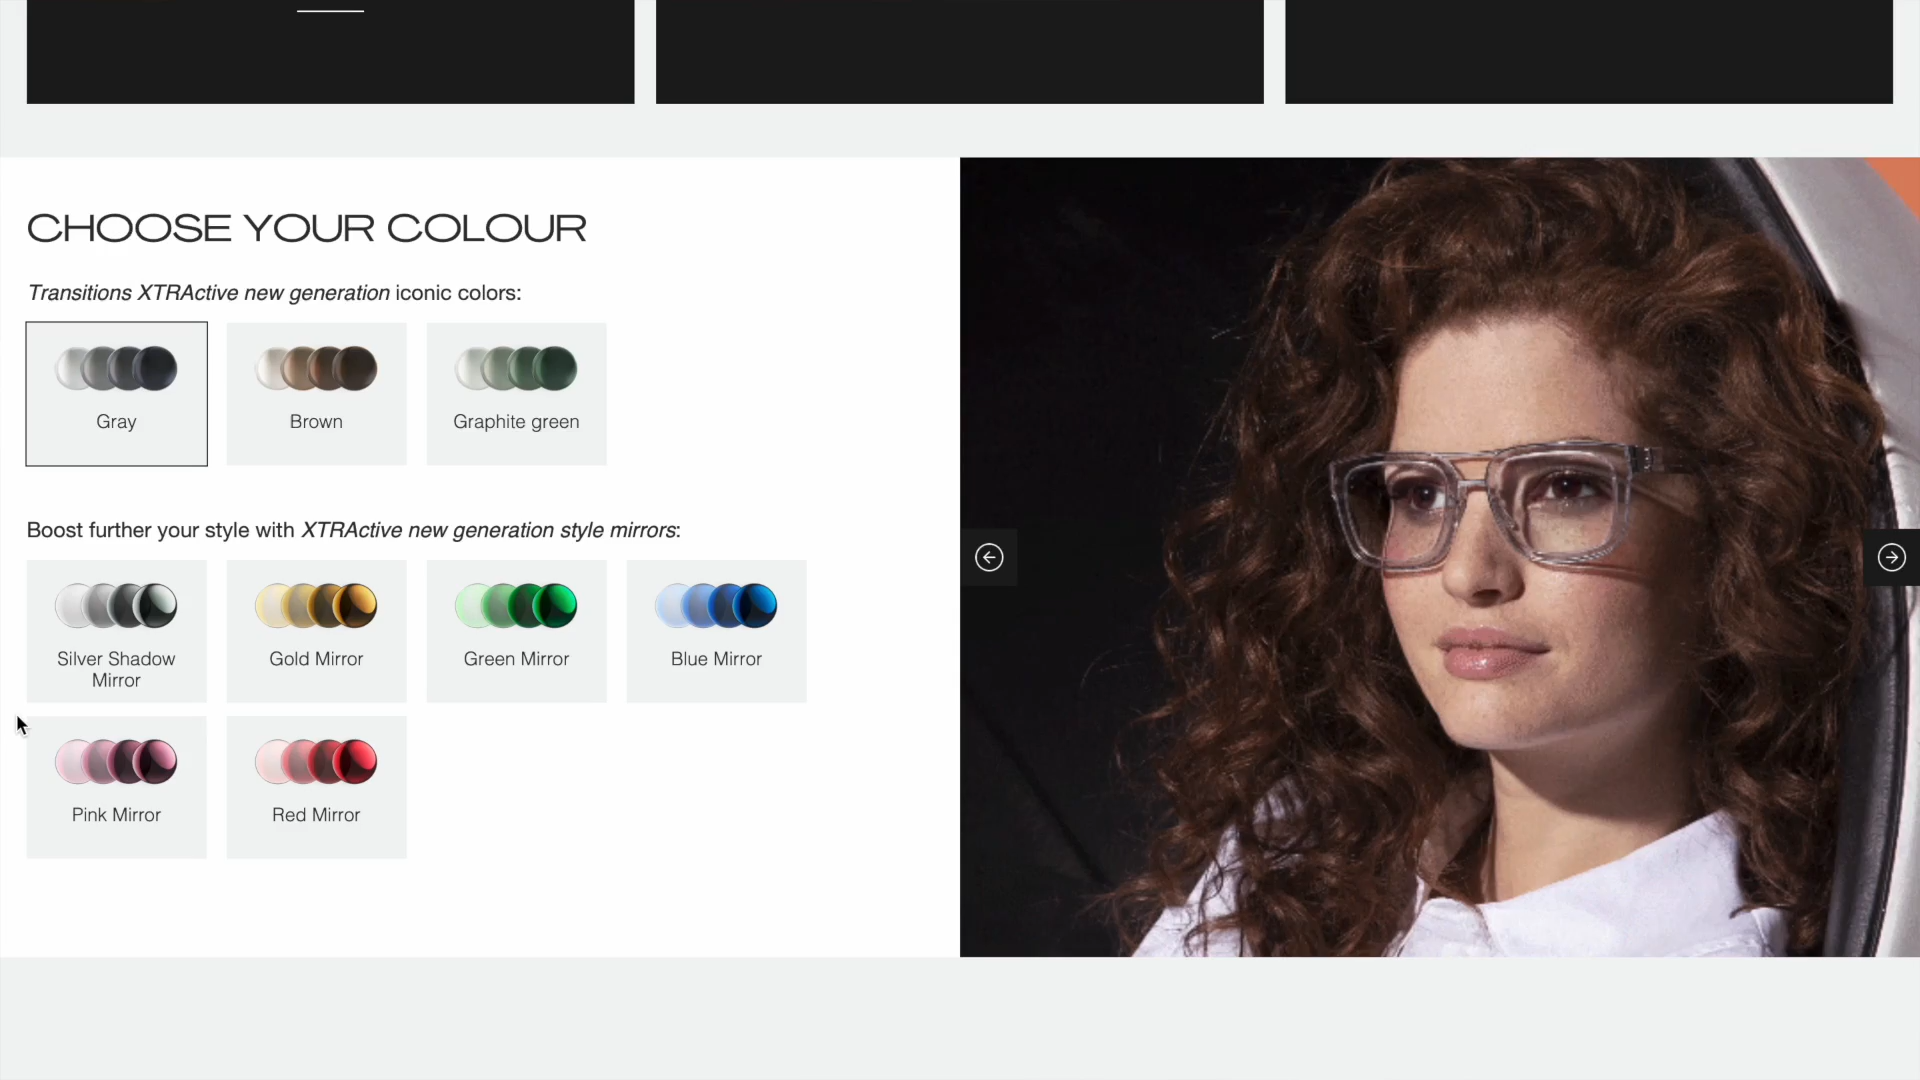 CHOOSE YOUR COLOUR
Transitions XTRActive new generation iconic colors:
Gray
Brown
Graphite green
Boost further your style with XTRActive new generation style mirrors:
Silver Shadow
Mirror
Gold Mirror
Green Mirror
Blue Mirror
Pink Mirror
Red Mirror